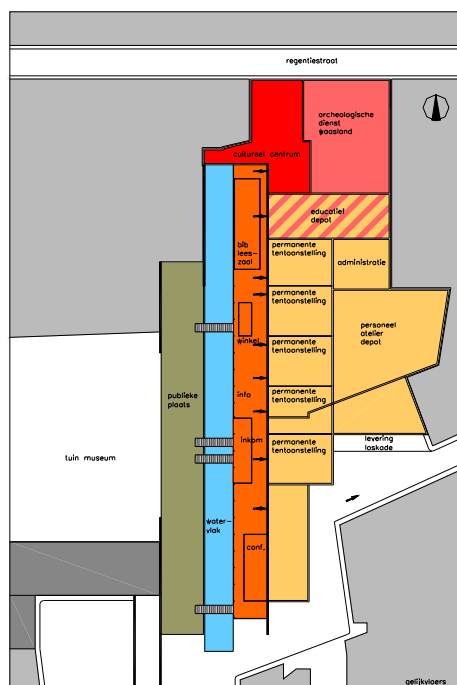 regentiestraat
archeologische
dienst
waasland
cultureel centrum
educatief
depot
bib
lees-
zaal
permanente
tentoonstelling
administratie
permanente
tentoonstelling
personeel
atelier
depot
winkel
permanente
tentoonstelling
publieke
plaats
info
permanente
tentoonstelling
inkom
permanente
tentoonstelling
levering
loskade
tuin museum
water-
vlak
conf.
gelijkvloers